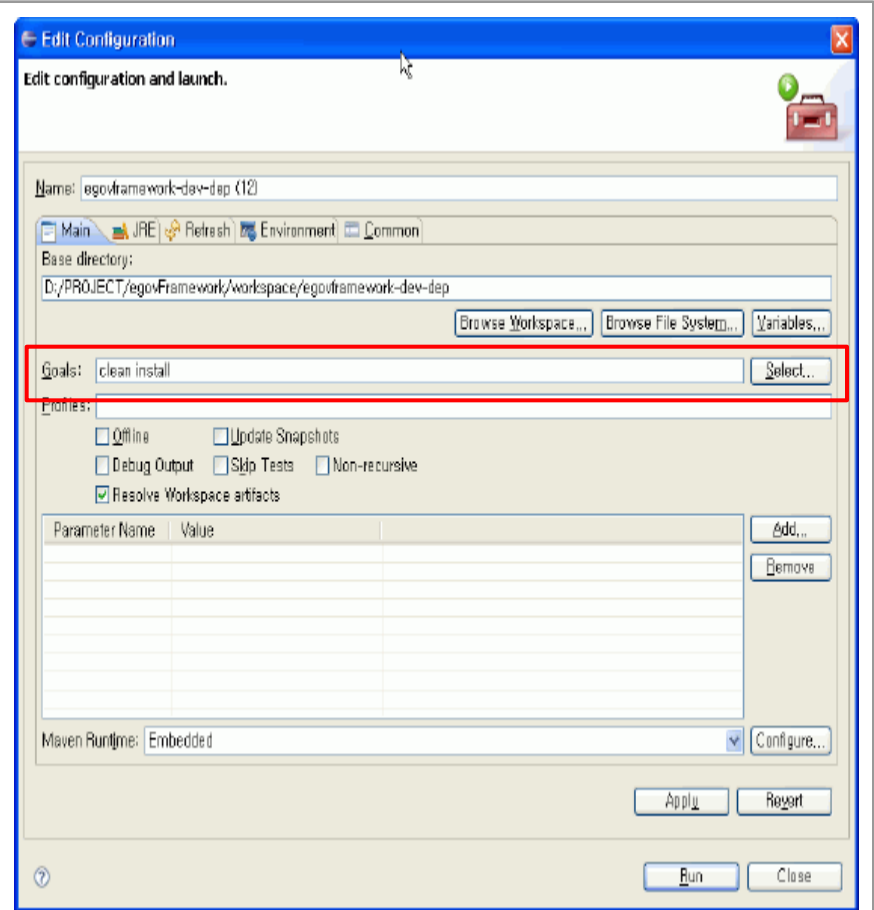 Edit Configuration
Edit configuration and launch.
Name: egovframework-dev-dep (12)
Main JRE Refresh Environment Common
Base directory:
D:/PROJECT/egovFramework/workspace/egovframework-dev-dep
Browse Workspace... Browse File System... Variables...
Goals: clean install Select...
Profiles:
Offline Update Snapshots
Debug Output Skip Tests Non-recursive
Resolve Workspace artifacts
Parameter Name Value Add...
Remove
Maven Runtime: Embedded Configure...
Apply Revert
? Run Close